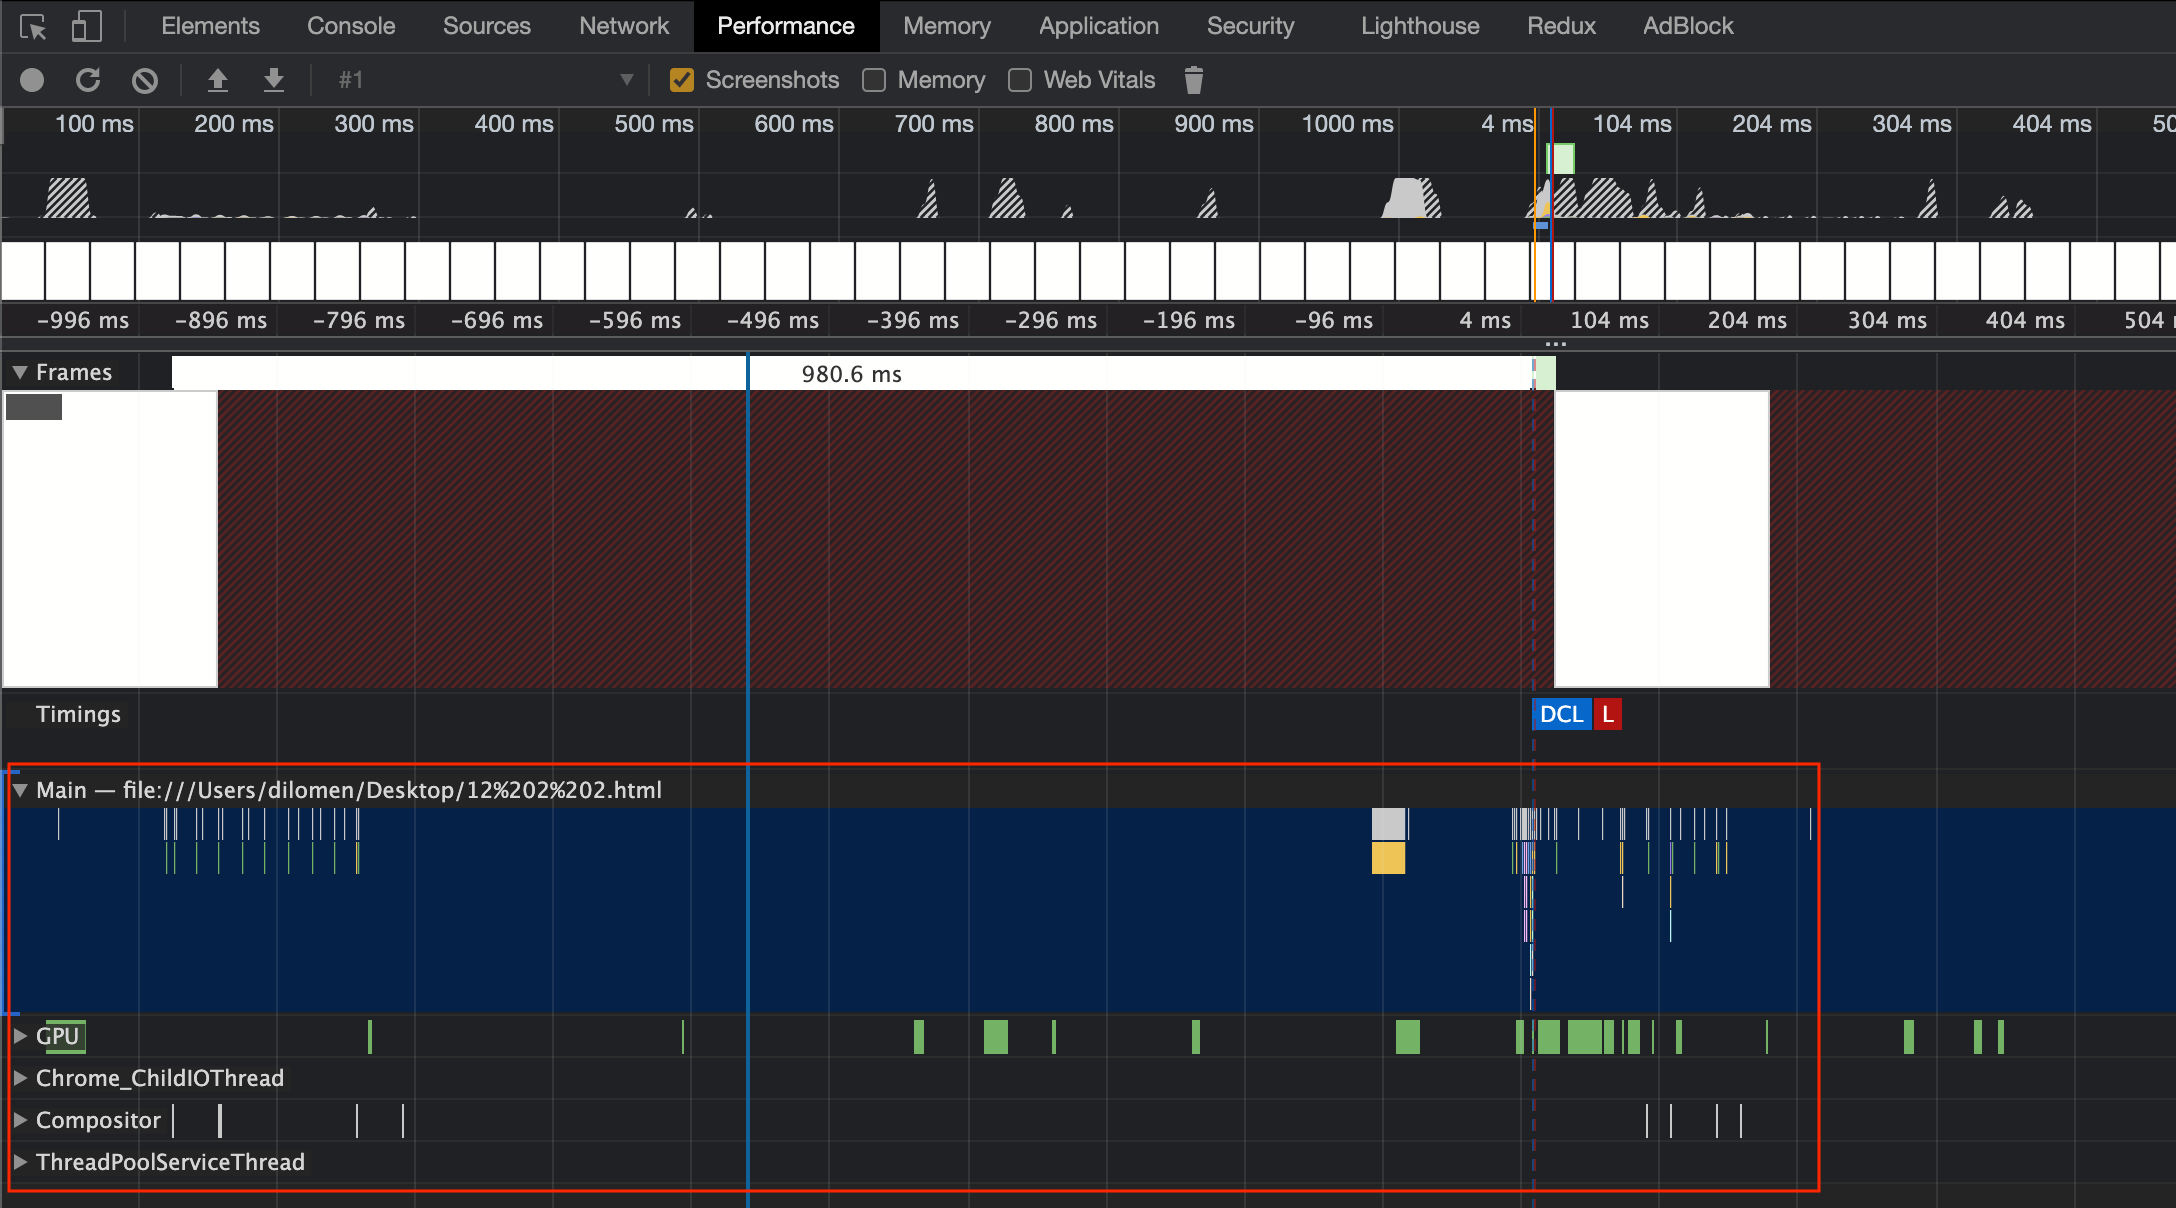 Elements Console Sources Network Performance Memory Application Security Lighthouse Redux AdBlock
#1 Screenshots Memory Web Vitals
100 ms 200 ms 300 ms 400 ms 500 ms 600 ms 700 ms 800 ms 900 ms 1000 ms 4 ms 104 ms 204 ms 304 ms 404 ms 50
-996 ms -896 ms -796 ms -696 ms -596 ms -496 ms -396 ms -296 ms -196 ms -96 ms 4 ms 104 ms 204 ms 304 ms 404 ms 504
...
Frames 980.6 ms
Timings DCL L
Main — file:///Users/dilomen/Desktop/12%202%202.html
GPU
Chrome_ChildIOThread
Compositor
ThreadPoolServiceThread